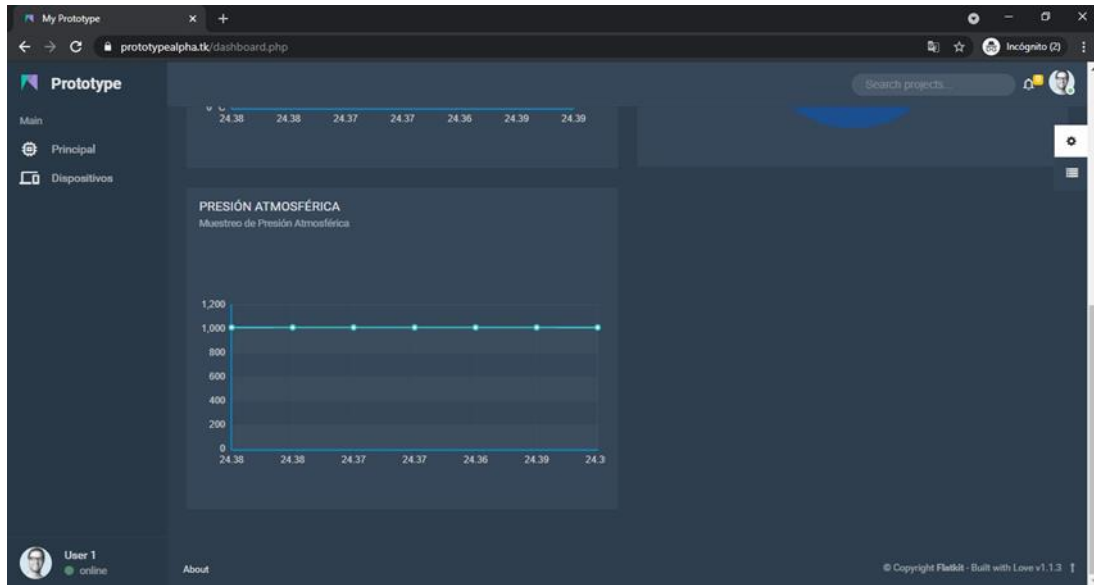 My Prototype
prototypealpha.tk/dashboard.php
Incógnito (2)
Prototype
Search projects...
Main
Principal
Dispositivos
24.38 24.38 24.37 24.37 24.36 24.39 24.39
PRESIÓN ATMOSFÉRICA
Muestreo de Presión Atmosférica
1,200
1,000
800
600
400
200
0
24.38 24.38 24.37 24.37 24.36 24.39 24.3
User 1
online
About
© Copyright Flatkit - Built with Love v1.1.3